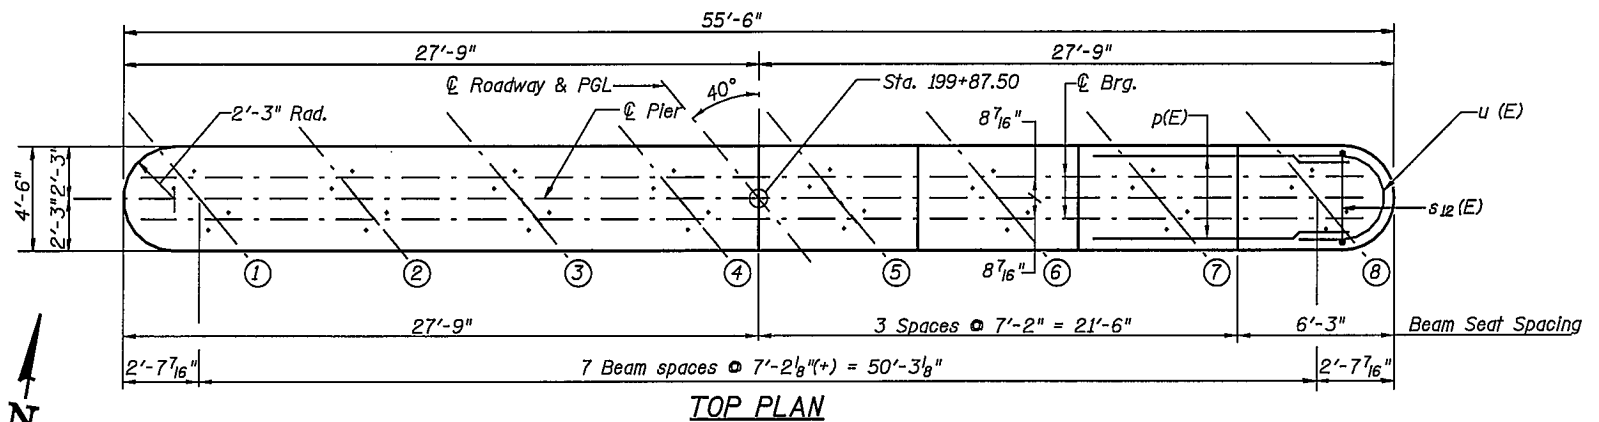 55'-6"
27'-9" 27'-9"
℄ Roadway & PGL
40°
Sta. 199+87.50
℄ Brg.
2'-3" Rad.
℄ Pier
8 7/16"
p(E)
u (E)
4'-6"
2'-3"
2'-3"
s12(E)
8 7/16"
1 2 3 4 5 6 7 8
27'-9" 3 Spaces @ 7'-2" = 21'-6" 6'-3" Beam Seat Spacing
2'-7 7/16" 7 Beam spaces @ 7'-2 1/8"(+) = 50'-3 1/8" 2'-7 7/16"
N
TOP PLAN